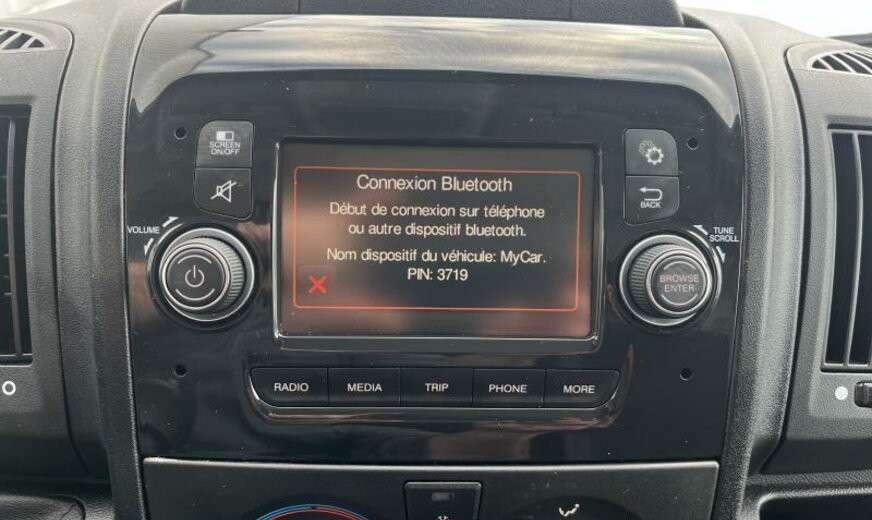 SCREEN
ON/OFF
Connexion Bluetooth
Début de connexion sur téléphone
ou autre dispositif bluetooth.
Nom dispositif du véhicule: MyCar.
PIN: 3719
BACK
VOLUME
TUNE
SCROLL
BROWSE
ENTER
RADIO
MEDIA
TRIP
PHONE
MORE